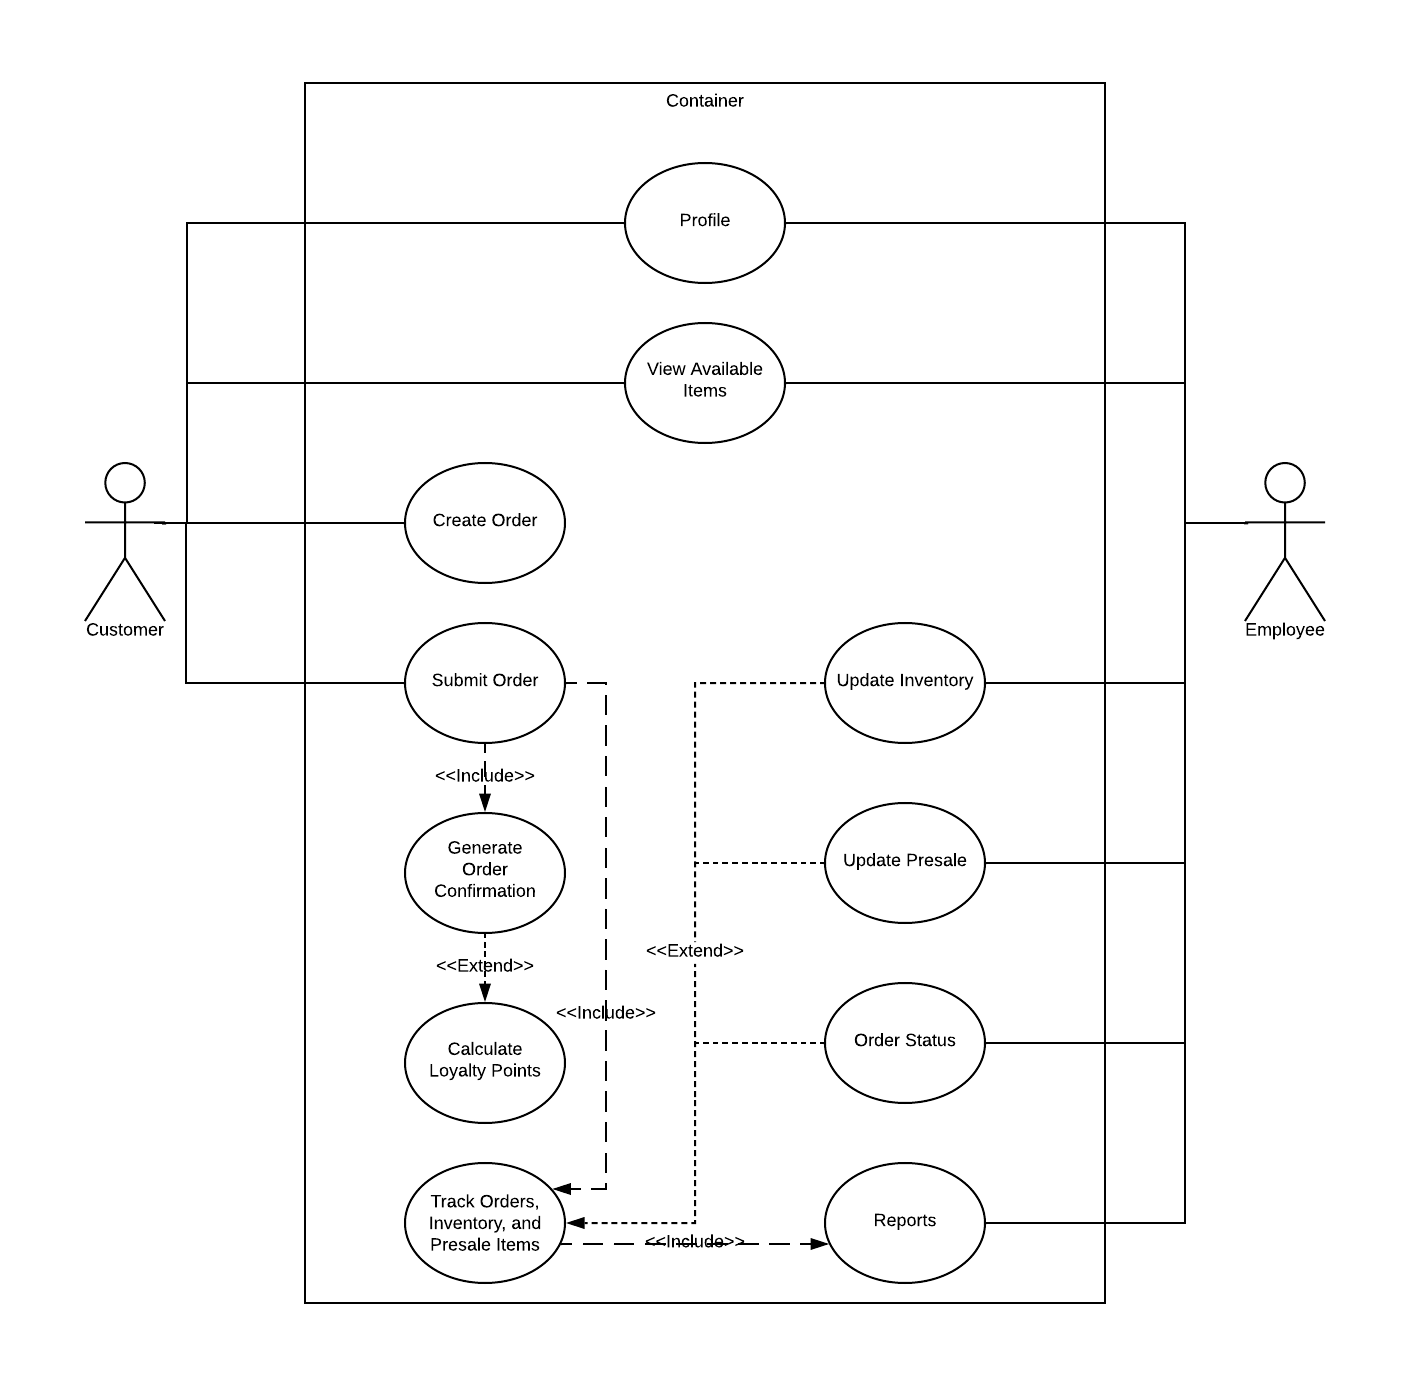 Container
Profile
View Available
Items
Create Order
Customer
Employee
Submit Order
Update Inventory
<<Include>>
Generate
Order
Confirmation
Update Presale
<<Extend>>
<<Extend>>
<<Include>>
Calculate
Loyalty Points
Order Status
Track Orders,
Inventory, and
Presale Items
Reports
<<Include>>